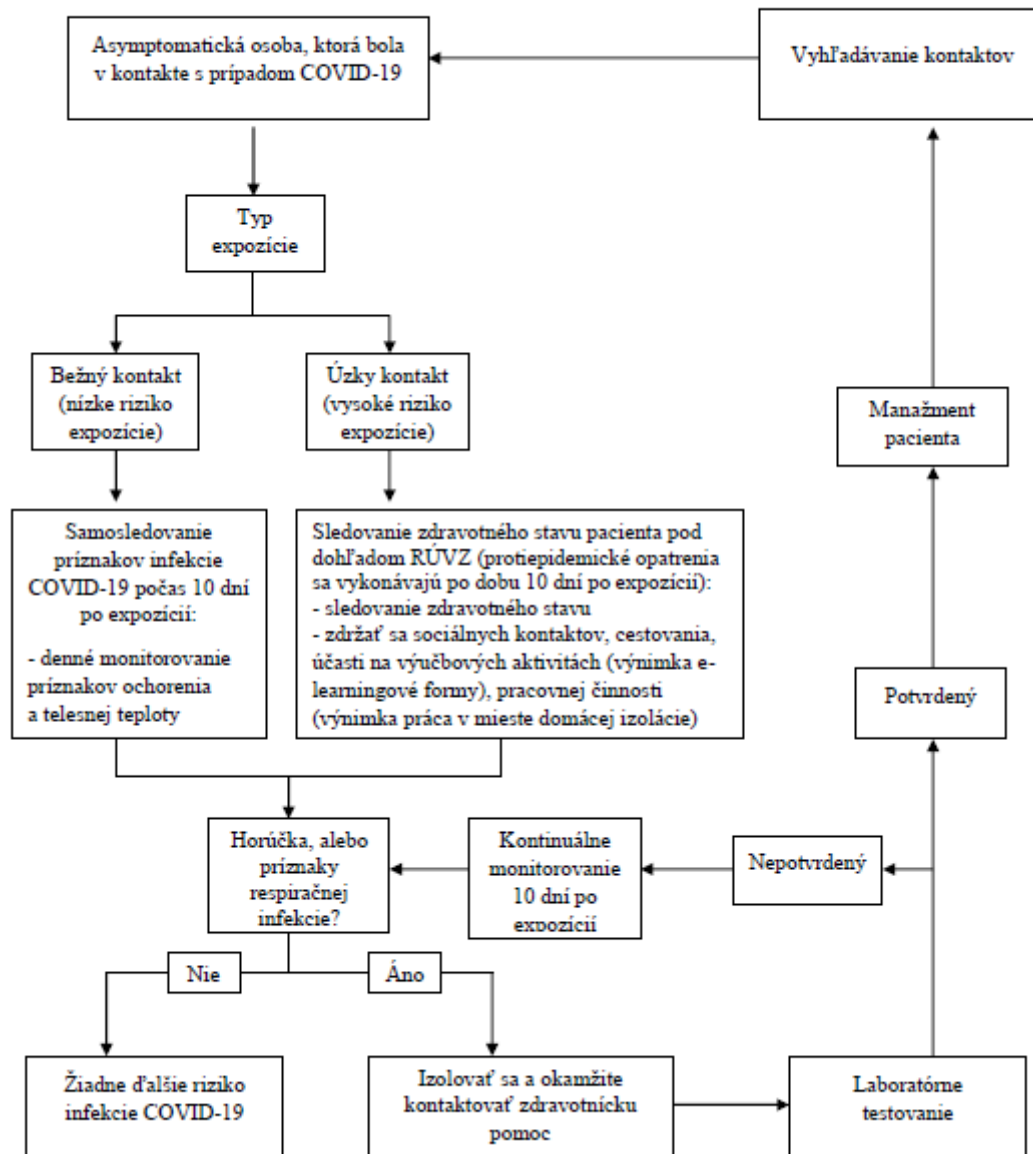 Asymptomatická osoba, ktorá bola
v kontakte s prípadom COVID-19
Vyhľadávanie kontaktov
Typ
expozície
Bežný kontakt
(nízke riziko
expozície)
Úzky kontakt
(vysoké riziko
expozície)
Manažment
pacienta
Samosledovanie
príznakov infekcie
COVID-19 počas 10 dní
po expozícií:
- denné monitorovanie
príznakov ochorenia
a telesnej teploty
Sledovanie zdravotného stavu pacienta pod
dohľadom RÚVZ (protiepidemické opatrenia
sa vykonávajú po dobu 10 dní po expozícií):
- sledovanie zdravotného stavu
- zdržať sa sociálnych kontaktov, cestovania,
účasti na výučbových aktivitách (výnimka e-
learningové formy), pracovnej činnosti
(výnimka práca v mieste domácej izolácie)
Potvrdený
Horúčka, alebo
príznaky
respiračnej
infekcie?
Kontinuálne
monitorovanie
10 dní po
expozícií
Nepotvrdený
Nie
Áno
Žiadne ďalšie riziko
infekcie COVID-19
Izolovať sa a okamžite
kontaktovať zdravotnícku
pomoc
Laboratórne
testovanie